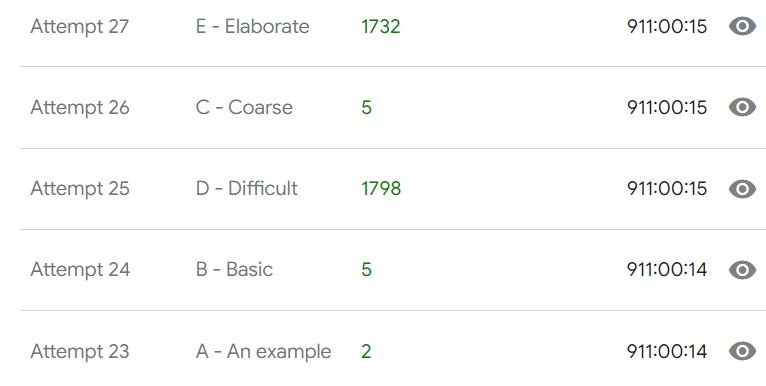 Attempt 27 E - Elaborate 1732 911:00:15
Attempt 26 C - Coarse 5 911:00:15
Attempt 25 D - Difficult 1798 911:00:15
Attempt 24 B - Basic 5 911:00:14
Attempt 23 A - An example 2 911:00:14